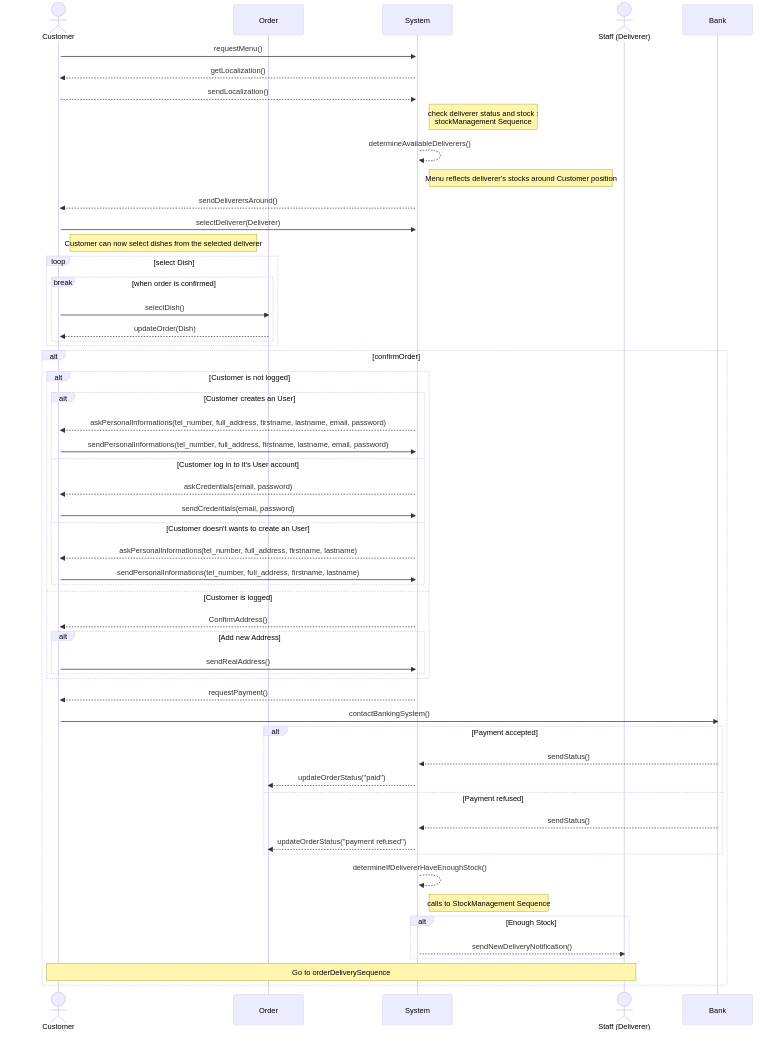 Customer
Order
System
Staff (Deliverer)
Bank
requestMenu()
getLocalization()
sendLocalization()
check deliverer status and stock :
stockManagement Sequence
determineAvailableDeliverers()
Menu reflects deliverer's stocks around Customer position
sendDeliverersAround()
selectDeliverer(Deliverer)
Customer can now select dishes from the selected deliverer
loop
[select Dish]
break
[when order is confirmed]
selectDish()
updateOrder(Dish)
alt
[confirmOrder]
alt
[Customer is not logged]
alt
[Customer creates an User]
askPersonalInformations(tel_number, full_address, firstname, lastname, email, password)
sendPersonalInformations(tel_number, full_address, firstname, lastname, email, password)
[Customer log in to it's User account]
askCredentials(email, password)
sendCredentials(email, password)
[Customer doesn't wants to create an User]
askPersonalInformations(tel_number, full_address, firstname, lastname)
sendPersonalInformations(tel_number, full_address, firstname, lastname)
[Customer is logged]
ConfirmAddress()
alt
[Add new Address]
sendRealAddress()
requestPayment()
contactBankingSystem()
alt
[Payment accepted]
sendStatus()
updateOrderStatus("paid")
[Payment refused]
sendStatus()
updateOrderStatus("payment refused")
determineIfDelivererHaveEnoughStock()
calls to StockManagement Sequence
alt
[Enough Stock]
sendNewDeliveryNotification()
Go to orderDeliverySequence
Customer
Order
System
Staff (Deliverer)
Bank